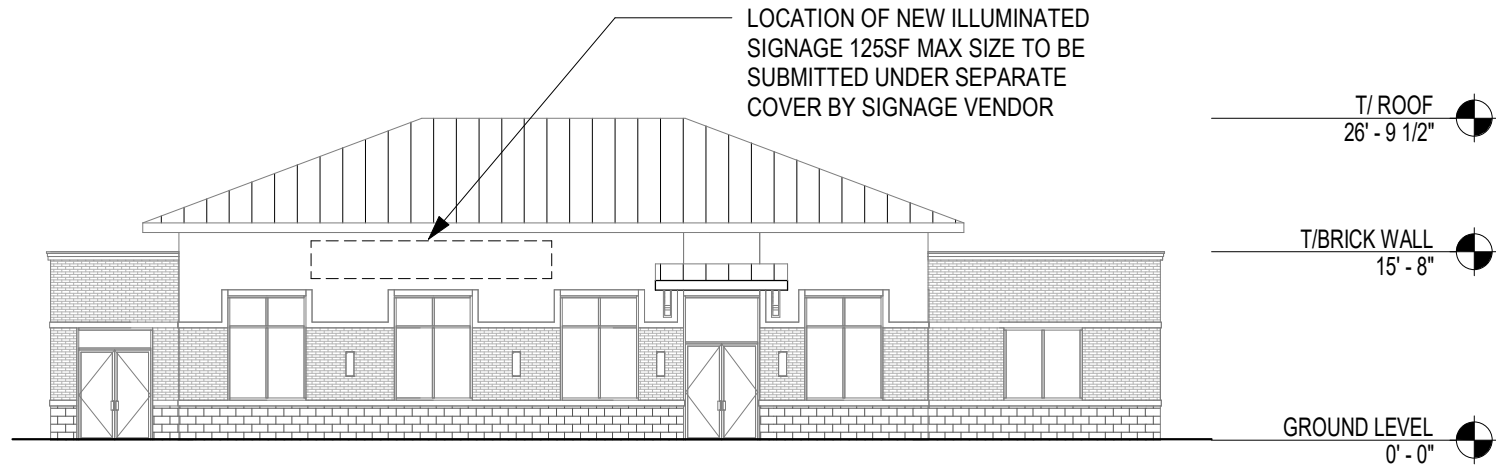 LOCATION OF NEW ILLUMINATED
SIGNAGE 125SF MAX SIZE TO BE
SUBMITTED UNDER SEPARATE
COVER BY SIGNAGE VENDOR
T/ ROOF
26' - 9 1/2"
T/BRICK WALL
15' - 8"
GROUND LEVEL
0' - 0"